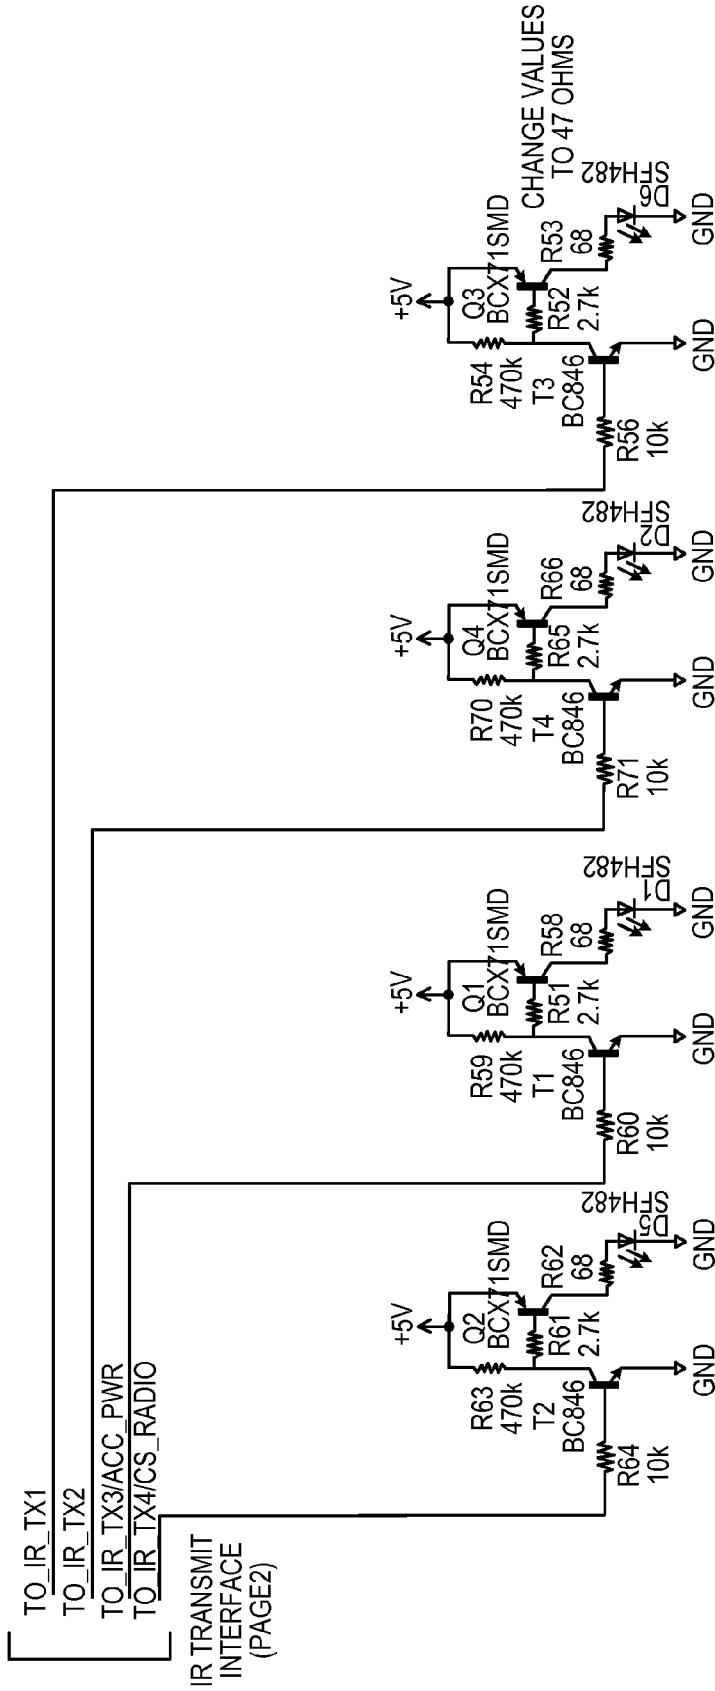 TO_IR_TX1
TO_IR_TX2
TO_IR_TX3/ACC_PWR
TO_IR_TX4/CS_RADIO
IR TRANSMIT
INTERFACE
(PAGE2)
+5V
R63
470k
Q2
BCX71SMD
T2
BC846
R61
2.7k
R62
68
R64
10k
SFH482
D5
GND
GND
+5V
R59
470k
Q1
BCX71SMD
T1
BC846
R51
2.7k
R58
68
R60
10k
SFH482
D1
GND
GND
+5V
R70
470k
Q4
BCX71SMD
T4
BC846
R65
2.7k
R66
68
R71
10k
SFH482
D2
GND
GND
+5V
R54
470k
Q3
BCX71SMD
T3
BC846
R52
2.7k
R53
68
R56
10k
SFH482
D6
GND
GND
CHANGE VALUES
TO 47 OHMS